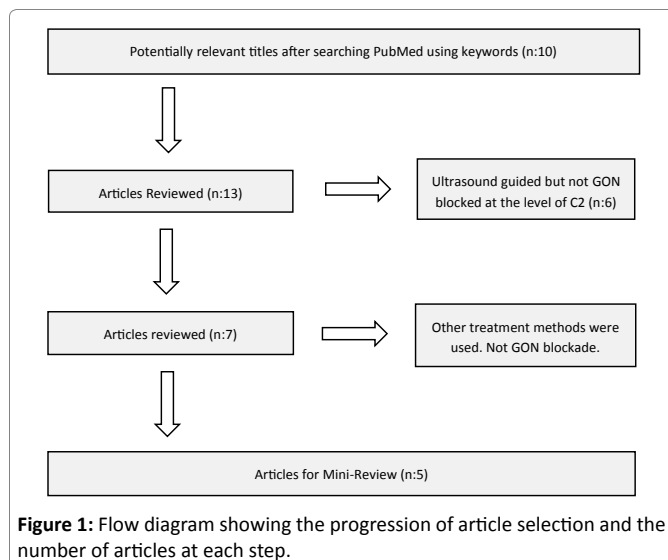 Potentially relevant titles after searching PubMed using keywords (n:10)
Articles Reviewed (n:13)
Ultrasound guided but not GON
blocked at the level of C2 (n:6)
Articles reviewed (n:7)
Other treatment methods were
used. Not GON blockade.
Articles for Mini-Review (n:5)
Figure 1: Flow diagram showing the progression of article selection and the
number of articles at each step.